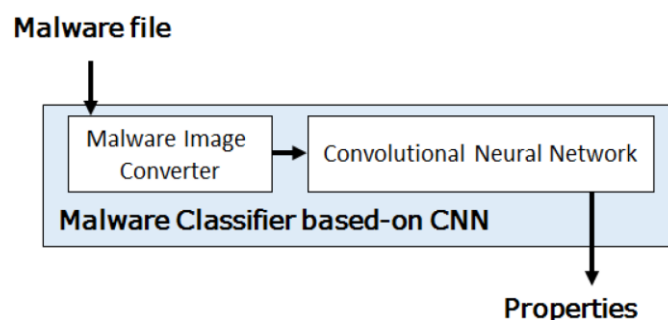 Malware file
Malware Image
Converter
Convolutional Neural Network
Malware Classifier based-on CNN
Properties